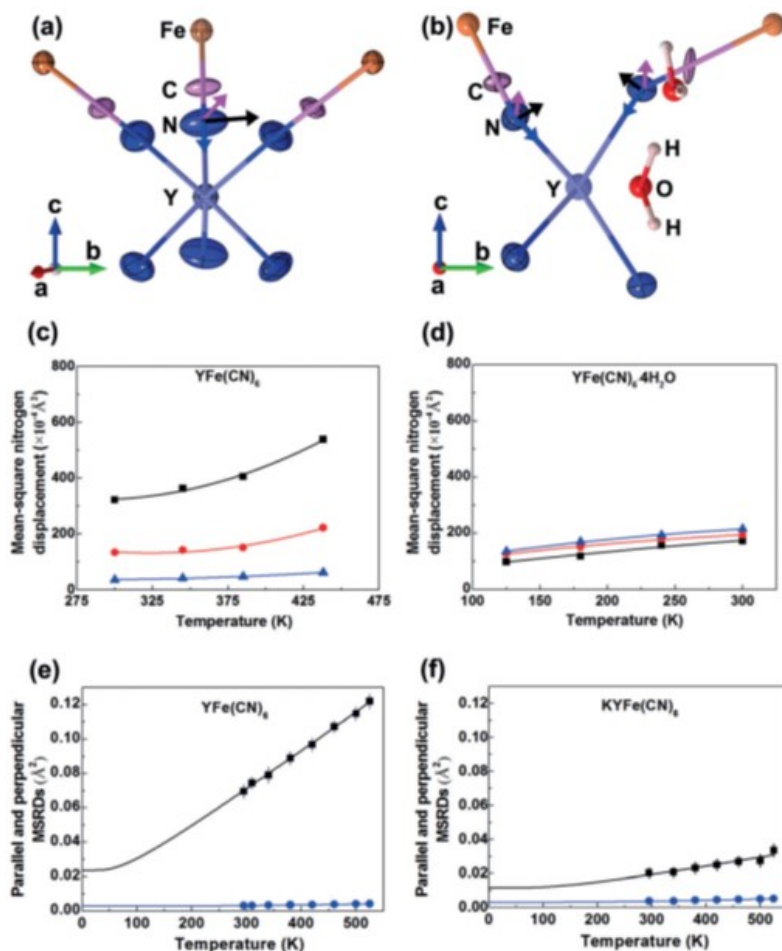 (a)
Fe
C
N
Y
c
b
a
(b)
Fe
C
N
H
Y
O
H
c
b
a
(c)
YFe(CN)₆
Mean-square nitrogen
displacement (×10⁻⁴Å²)
800
600
400
200
0
275 325 375 425 475
Temperature (K)
(d)
YFe(CN)₆·4H₂O
Mean-square nitrogen
displacement (×10⁻⁴Å²)
800
600
400
200
0
100 150 200 250 300
Temperature (K)
(e)
YFe(CN)₆
Parallel and perpendicular
MSRDs (Å²)
0.12
0.10
0.08
0.06
0.04
0.02
0.00
0 100 200 300 400 500
Temperature (K)
(f)
KYFe(CN)₆
Parallel and perpendicular
MSRDs (Å²)
0.12
0.10
0.08
0.06
0.04
0.02
0.00
0 100 200 300 400 500
Temperature (K)